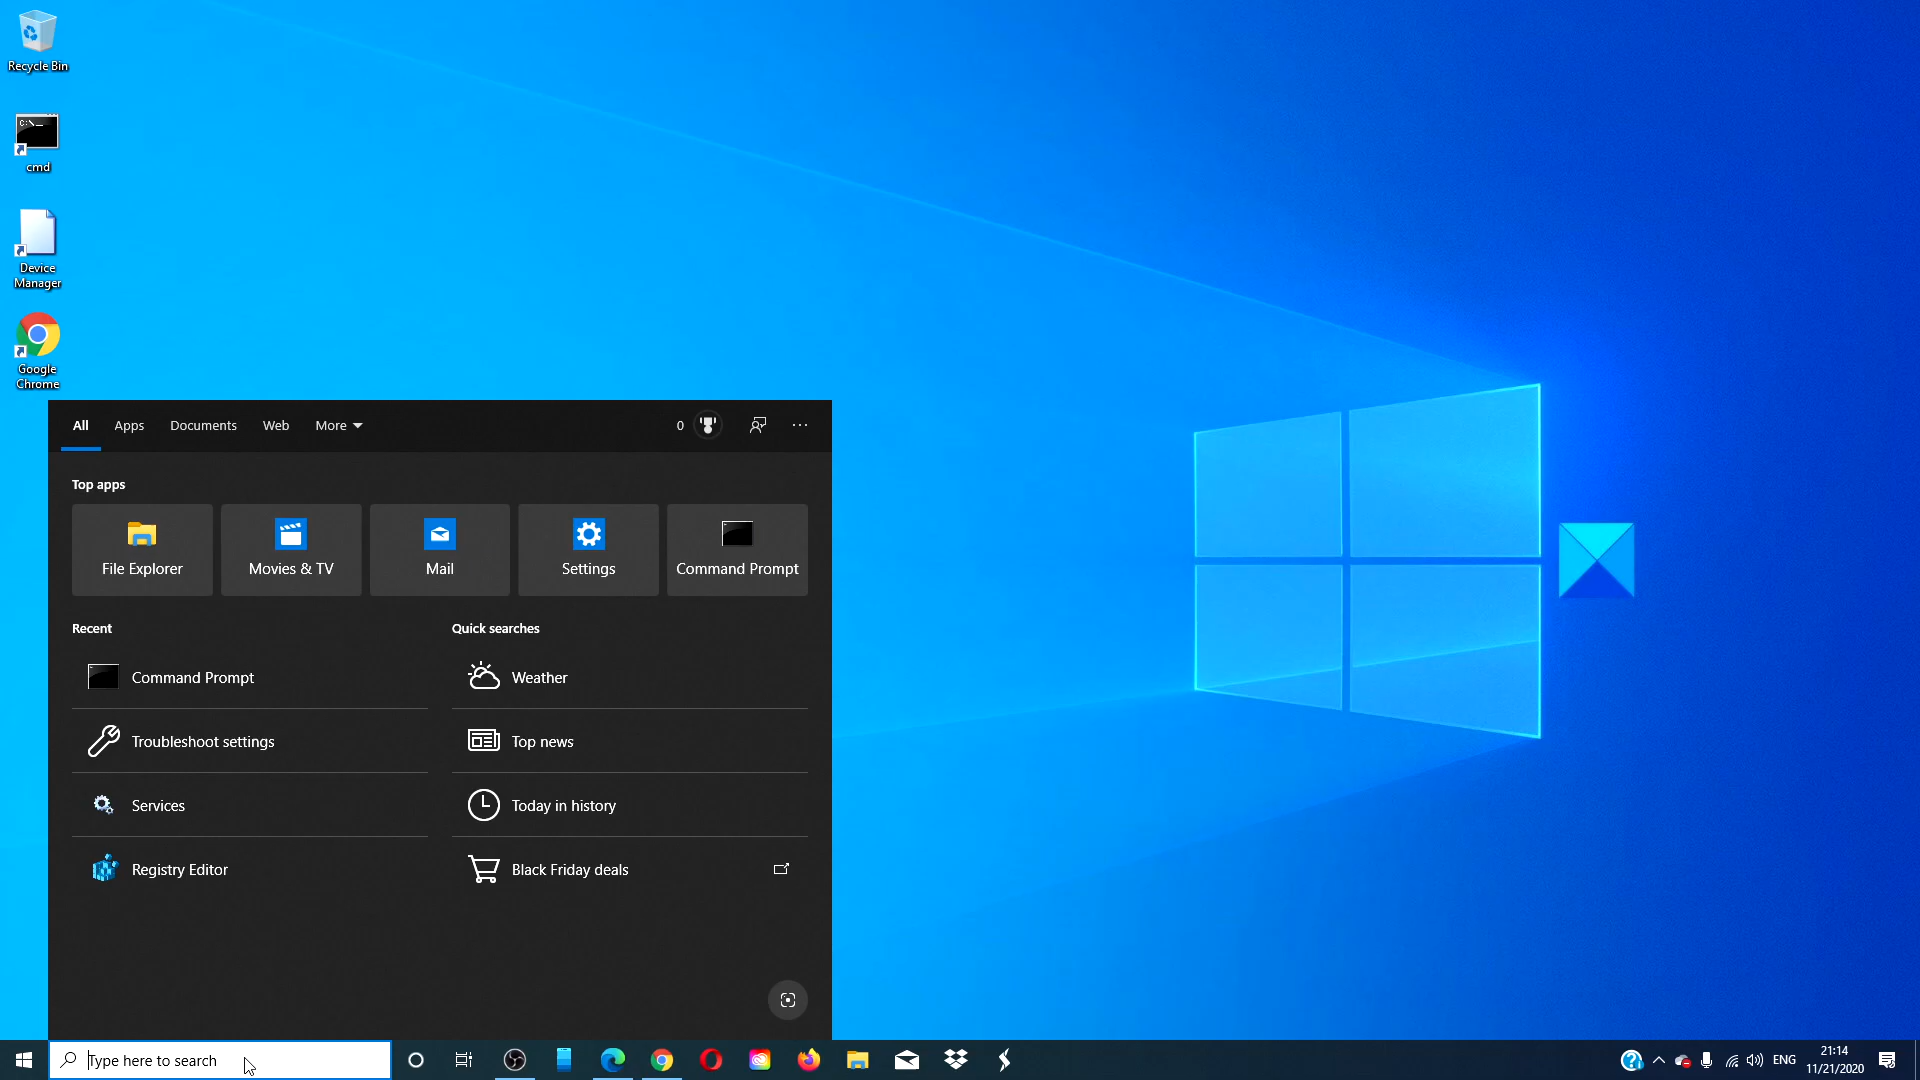 Recycle Bin
C:\._
cmd
Device
Manager
Google
Chrome
All Apps Documents Web More 0
Top apps
File Explorer Movies & TV Mail Settings Command Prompt
Recent Quick searches
Command Prompt Weather
Troubleshoot settings Top news
Services Today in history
Registry Editor Black Friday deals
Type here to search
ENG
21:14
11/21/2020